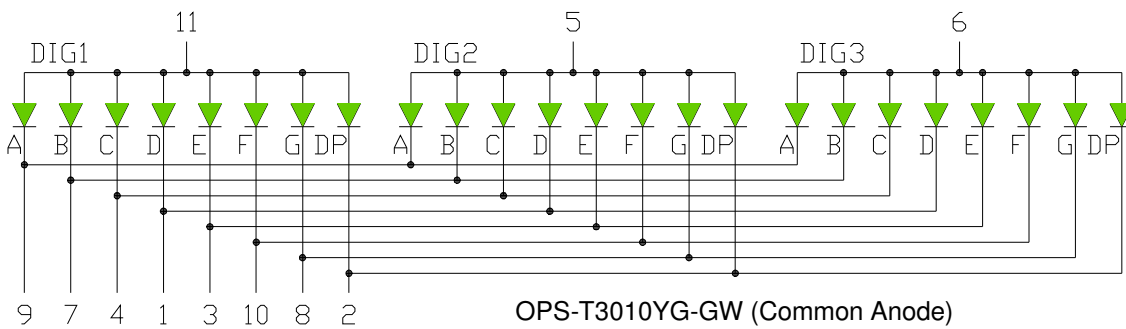 11 5 6
DIG1 DIG2 DIG3
A B C D E F G DP A B C D E F G DP A B C D E F G DP
9 7 4 1 3 10 8 2 OPS-T3010YG-GW (Common Anode)